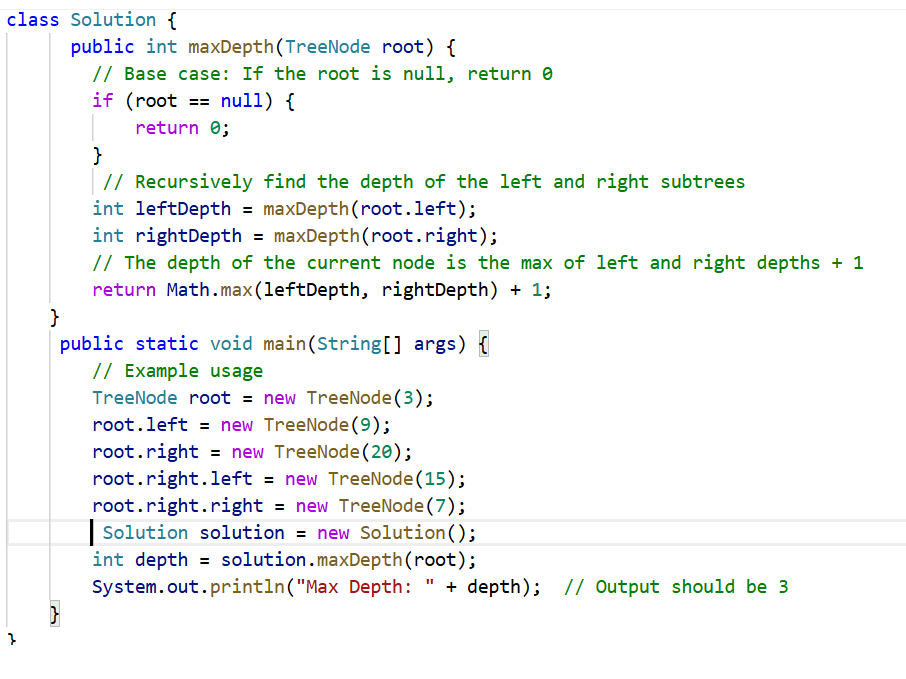 class Solution {
public int maxDepth(TreeNode root) {
// Base case: If the root is null, return 0
if (root == null) {
return 0;
}
// Recursively find the depth of the left and right subtrees
int leftDepth = maxDepth(root.left);
int rightDepth = maxDepth(root.right);
// The depth of the current node is the max of left and right depths + 1
return Math.max(leftDepth, rightDepth) + 1;
}
public static void main(String[] args) {
// Example usage
TreeNode root = new TreeNode(3);
root.left = new TreeNode(9);
root.right = new TreeNode(20);
root.right.left = new TreeNode(15);
root.right.right = new TreeNode(7);
Solution solution = new Solution();
int depth = solution.maxDepth(root);
System.out.println("Max Depth: " + depth);  // Output should be 3
}
}